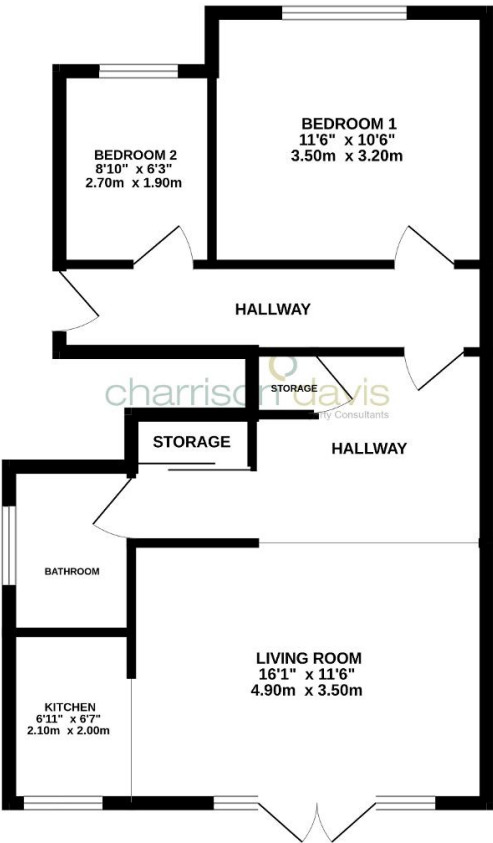 BEDROOM 1
11'6" x 10'6"
3.50m x 3.20m
BEDROOM 2
8'10" x 6'3"
2.70m x 1.90m
HALLWAY
STORAGE
charrison davis
ty Consultants
STORAGE
HALLWAY
BATHROOM
LIVING ROOM
16'1" x 11'6"
4.90m x 3.50m
KITCHEN
6'11" x 6'7"
2.10m x 2.00m